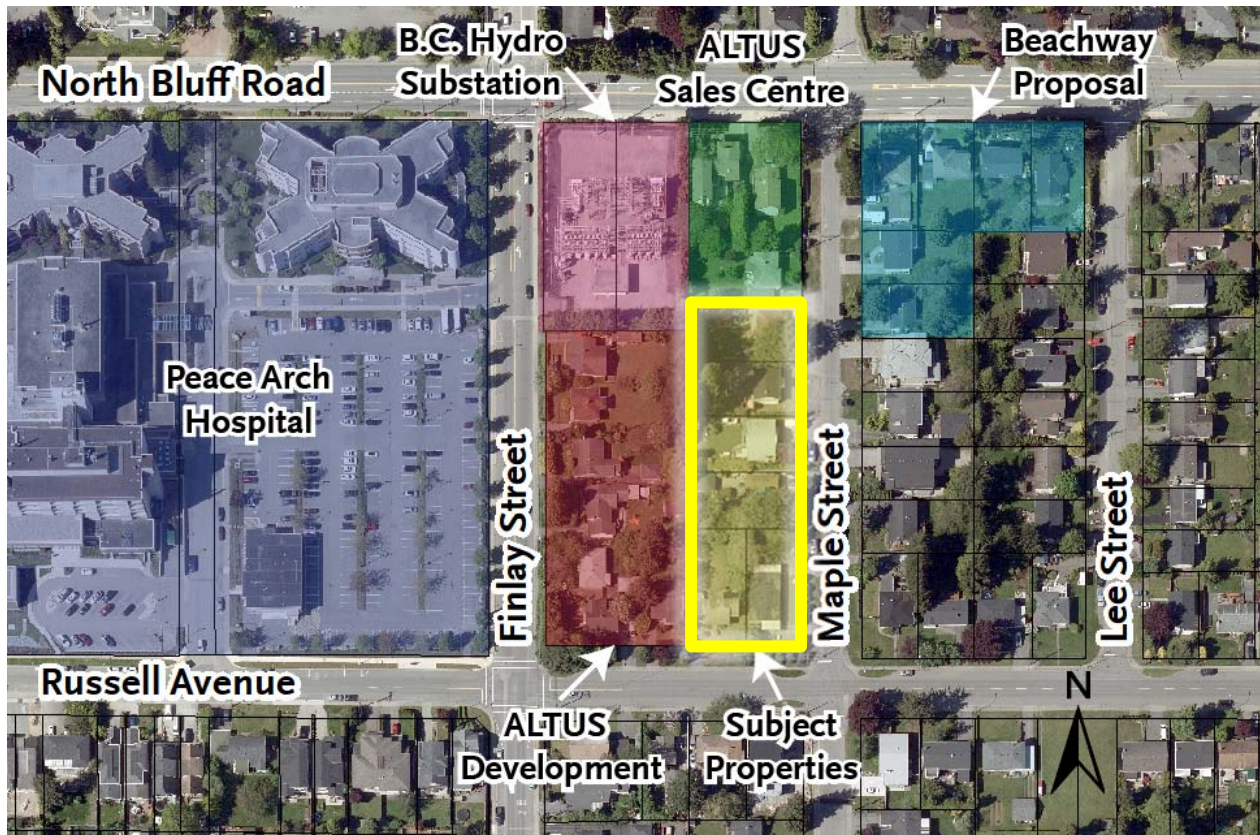 B.C. Hydro
Substation
ALTUS
Sales Centre
Beachway
Proposal
North Bluff Road
Peace Arch
Hospital
Finlay Street
Maple Street
Lee Street
Russell Avenue
ALTUS
Development
Subject
Properties
N